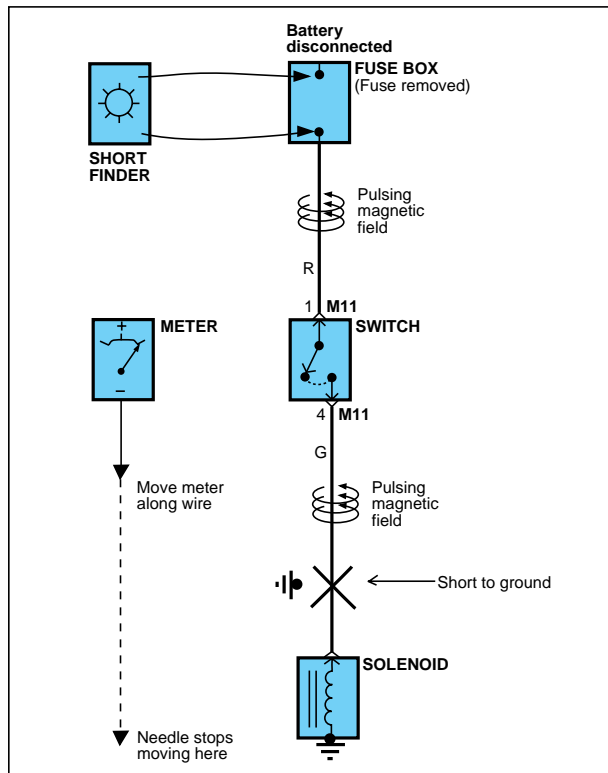 Battery
disconnected
FUSE BOX
(Fuse removed)
SHORT
FINDER
Pulsing
magnetic
field
R
1 M11
METER
SWITCH
+
−
4 M11
G
Move meter
along wire
Pulsing
magnetic
field
Short to ground
SOLENOID
Needle stops
moving here